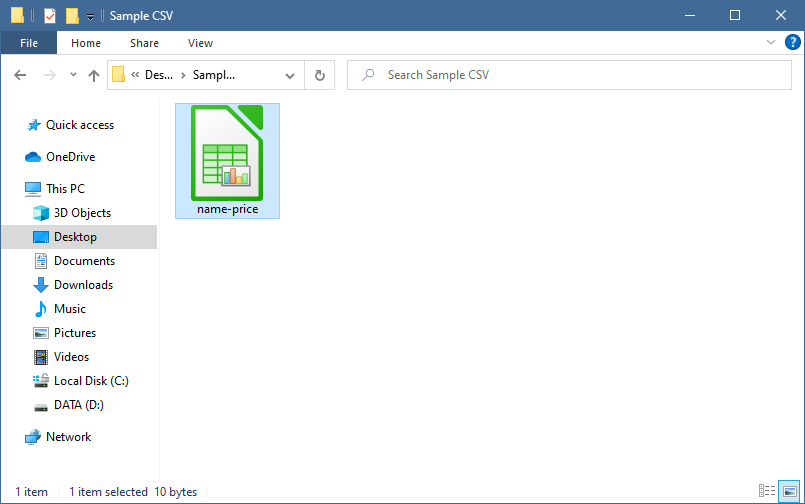 Sample CSV
File Home Share View
« Des... › Sampl... Search Sample CSV
Quick access
OneDrive
This PC
3D Objects
Desktop
Documents
Downloads
Music
Pictures
Videos
Local Disk (C:)
DATA (D:)
Network
name-price
1 item 1 item selected 10 bytes